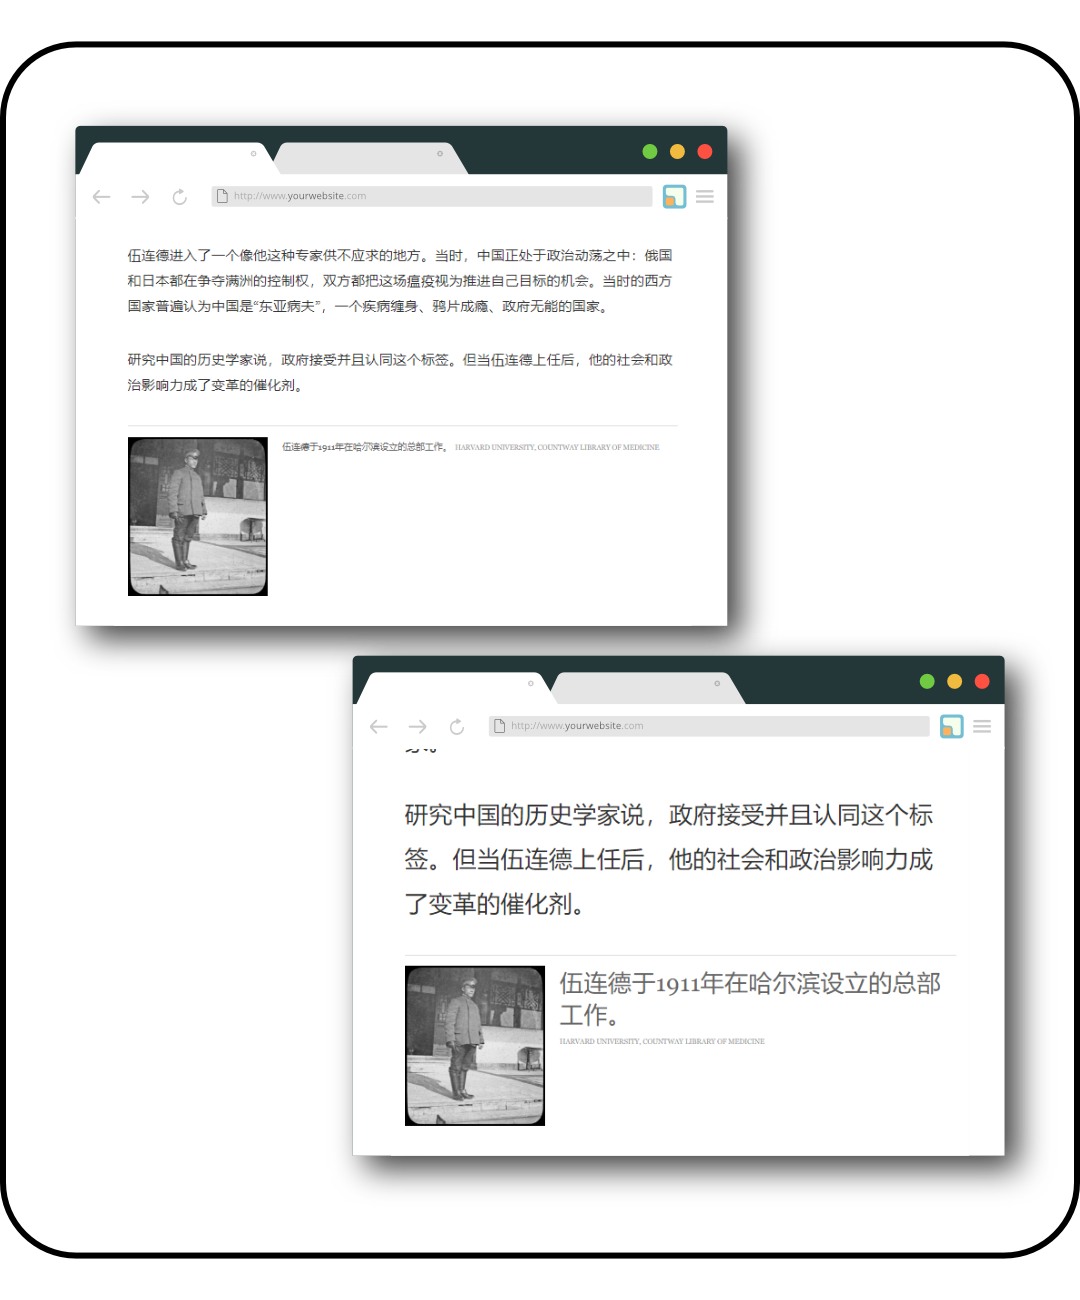 http://www.yourwebsite.com
伍连德进入了一个像他这种专家供不应求的地方。当时，中国正处于政治动荡之中：俄国
和日本都在争夺满洲的控制权，双方都把这场瘟疫视为推进自己目标的机会。当时的西方
国家普遍认为中国是“东亚病夫”，一个疾病缠身、鸦片成瘾、政府无能的国家。
研究中国的历史学家说，政府接受并且认同这个标签。但当伍连德上任后，他的社会和政
治影响力成了变革的催化剂。
伍连德于1911年在哈尔滨设立的总部工作。 HARVARD UNIVERSITY, COUNTWAY LIBRARY OF MEDICINE
http://www.yourwebsite.com
研究中国的历史学家说，政府接受并且认同这个标
签。但当伍连德上任后，他的社会和政治影响力成
了变革的催化剂。
伍连德于1911年在哈尔滨设立的总部
工作。
HARVARD UNIVERSITY, COUNTWAY LIBRARY OF MEDICINE